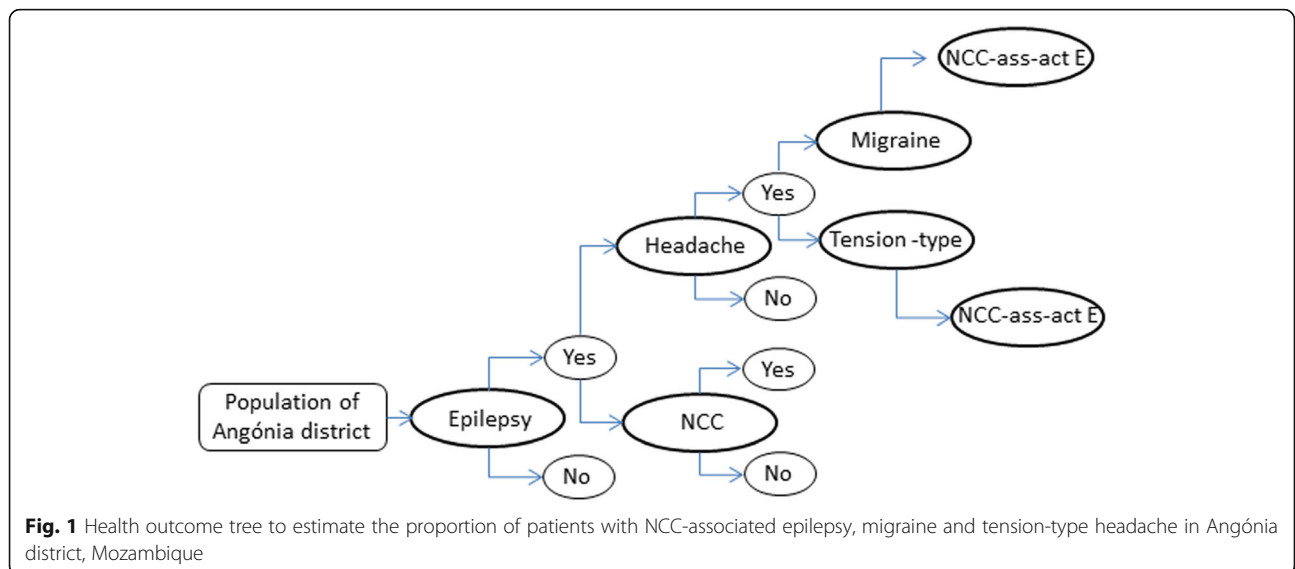 NCC-ass-act E
Migraine
Yes
Headache
Tension -type
No
NCC-ass-act E
Yes
Yes
Population of
Angónia district
Epilepsy
NCC
No
No
Fig. 1 Health outcome tree to estimate the proportion of patients with NCC-associated epilepsy, migraine and tension-type headache in Angónia
district, Mozambique